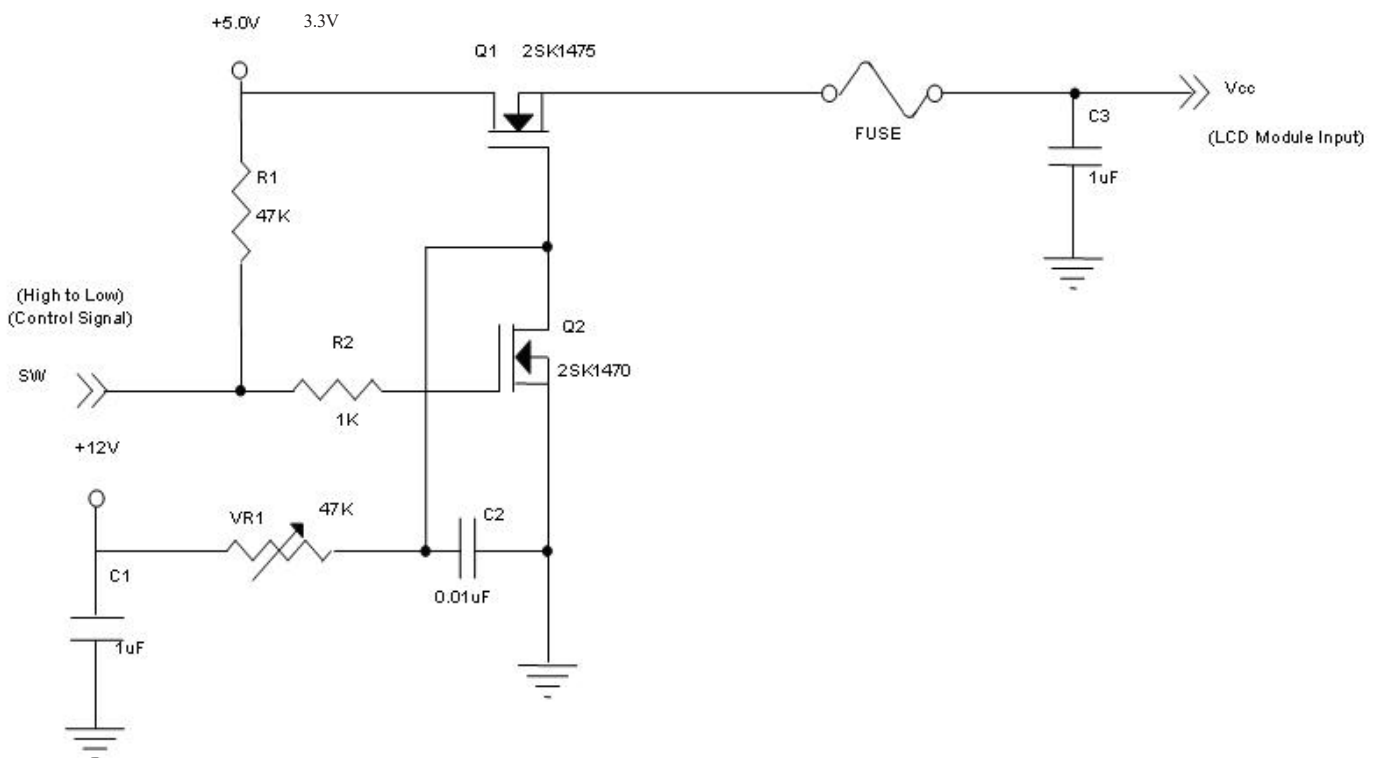 +5.0V 3.3V
Q1 2SK1475
Vcc
C3
FUSE
(LCD Module Input)
R1
1uF
47K
(High to Low)
(Control Signal)
Q2
R2
SW
2SK1470
1K
+12V
47K
VR1
C2
C1
0.01uF
1uF